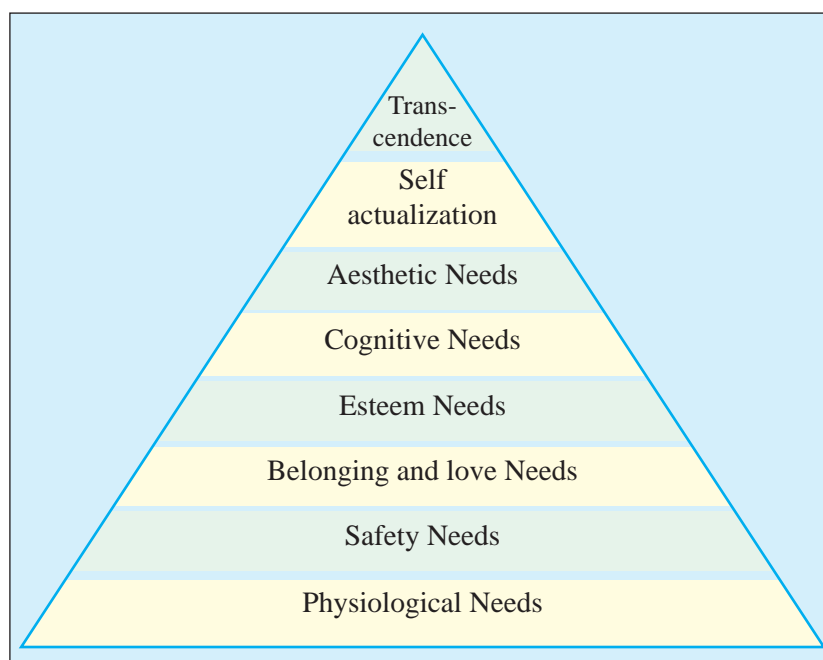 Trans-
cendence
Self
actualization
Aesthetic Needs
Cognitive Needs
Esteem Needs
Belonging and love Needs
Safety Needs
Physiological Needs